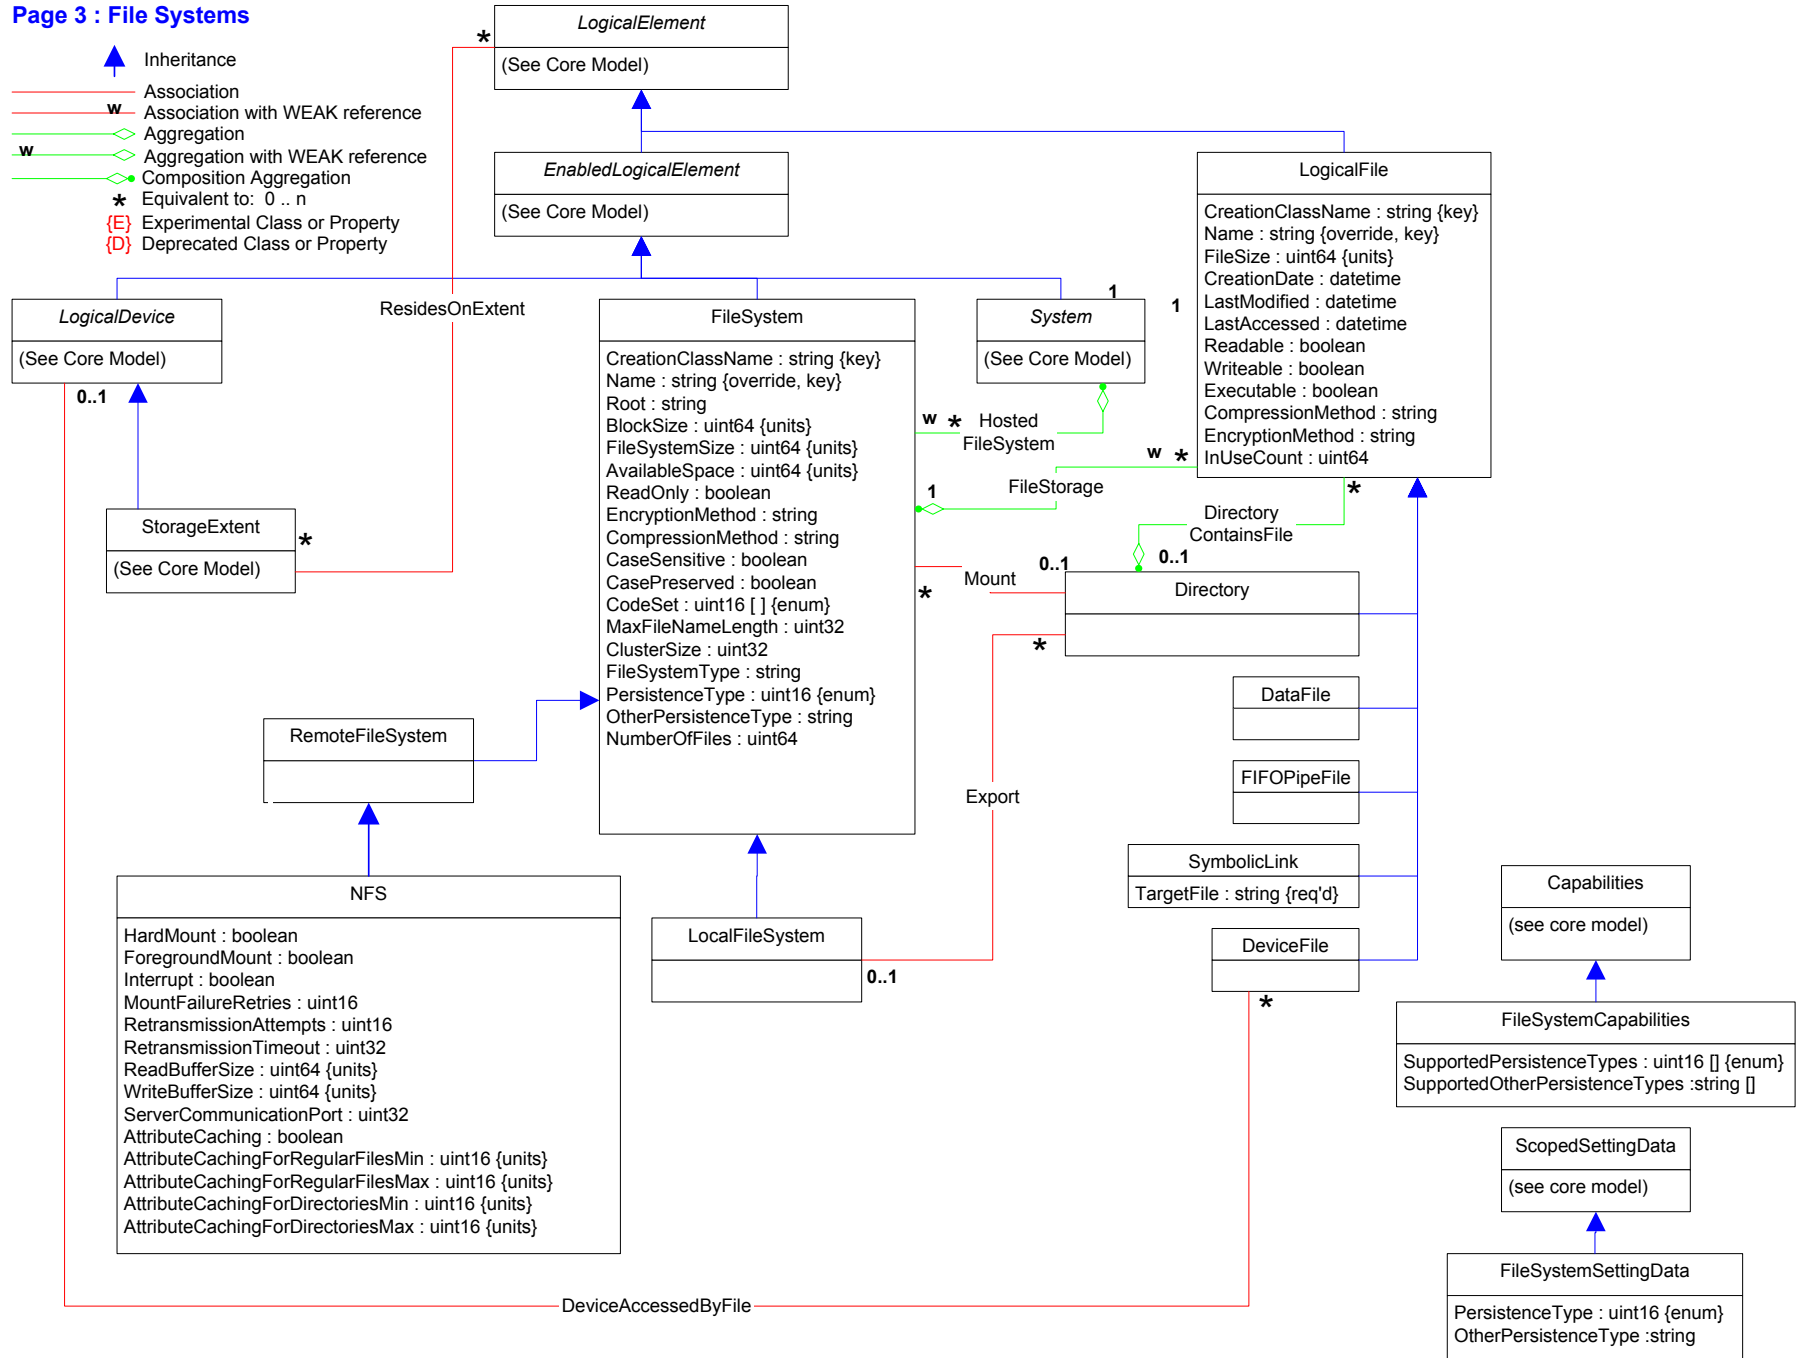 Page 3 : File Systems
Inheritance
Association
w Association with WEAK reference
Aggregation
w Aggregation with WEAK reference
Composition Aggregation
* Equivalent to: 0 .. n
{E} Experimental Class or Property
{D} Deprecated Class or Property
LogicalElement
(See Core Model)
*
EnabledLogicalElement
(See Core Model)
LogicalFile
CreationClassName : string {key}
Name : string {override, key}
FileSize : uint64 {units}
CreationDate : datetime
LastModified : datetime
LastAccessed : datetime
Readable : boolean
Writeable : boolean
Executable : boolean
CompressionMethod : string
EncryptionMethod : string
InUseCount : uint64
ResidesOnExtent
LogicalDevice
(See Core Model)
0..1
FileSystem
CreationClassName : string {key}
Name : string {override, key}
Root : string
BlockSize : uint64 {units}
FileSystemSize : uint64 {units}
AvailableSpace : uint64 {units}
ReadOnly : boolean
EncryptionMethod : string
CompressionMethod : string
CaseSensitive : boolean
CasePreserved : boolean
CodeSet : uint16 [ ] {enum}
MaxFileNameLength : uint32
ClusterSize : uint32
FileSystemType : string
PersistenceType : uint16 {enum}
OtherPersistenceType : string
NumberOfFiles : uint64
1
1
System
(See Core Model)
w * Hosted
FileSystem
w *
1
FileStorage
*
Directory
ContainsFile
0..1
0..1
Mount
*
StorageExtent
(See Core Model)
*
Directory
*
DataFile
FIFOPipeFile
Export
SymbolicLink
TargetFile : string {req'd}
DeviceFile
*
RemoteFileSystem
NFS
HardMount : boolean
ForegroundMount : boolean
Interrupt : boolean
MountFailureRetries : uint16
RetransmissionAttempts : uint16
RetransmissionTimeout : uint32
ReadBufferSize : uint64 {units}
WriteBufferSize : uint64 {units}
ServerCommunicationPort : uint32
AttributeCaching : boolean
AttributeCachingForRegularFilesMin : uint16 {units}
AttributeCachingForRegularFilesMax : uint16 {units}
AttributeCachingForDirectoriesMin : uint16 {units}
AttributeCachingForDirectoriesMax : uint16 {units}
LocalFileSystem
0..1
Capabilities
(see core model)
FileSystemCapabilities
SupportedPersistenceTypes : uint16 [] {enum}
SupportedOtherPersistenceTypes :string []
ScopedSettingData
(see core model)
FileSystemSettingData
PersistenceType : uint16 {enum}
OtherPersistenceType :string
DeviceAccessedByFile